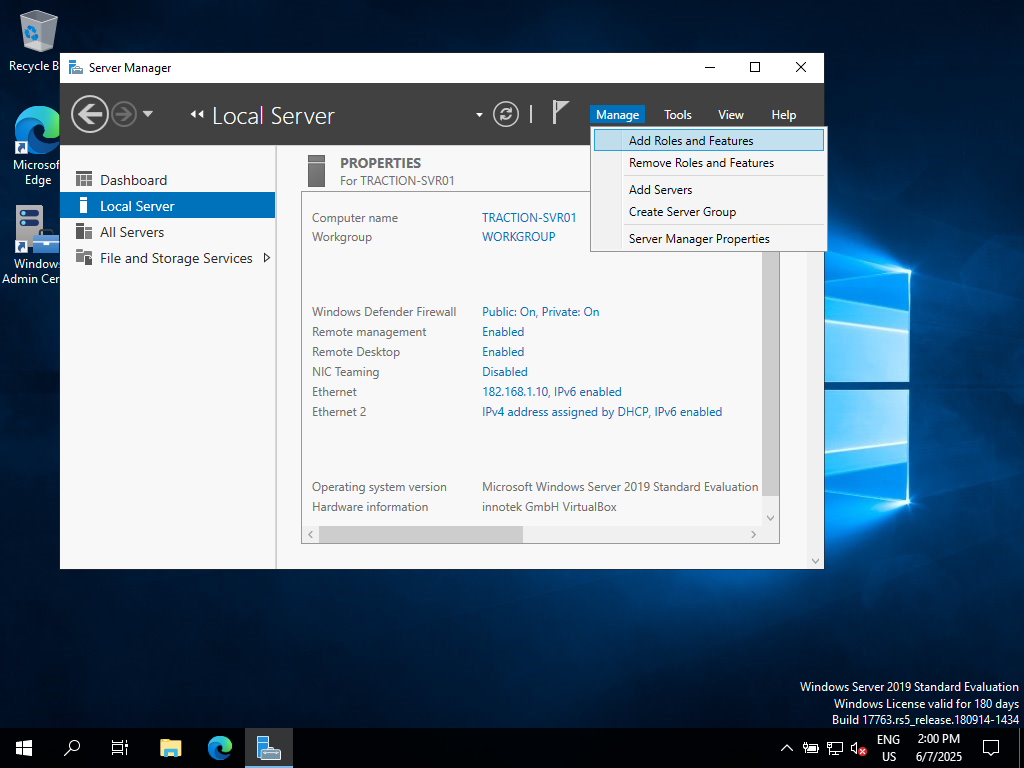 Recycle B
Microsof
Edge
Window
Admin Cen
Server Manager
Local Server
Manage
Tools
View
Help
Add Roles and Features
Remove Roles and Features
Add Servers
Create Server Group
Server Manager Properties
Dashboard
Local Server
All Servers
File and Storage Services
PROPERTIES
For TRACTION-SVR01
Computer name TRACTION-SVR01
Workgroup WORKGROUP
Windows Defender Firewall Public: On, Private: On
Remote management Enabled
Remote Desktop Enabled
NIC Teaming Disabled
Ethernet 182.168.1.10, IPv6 enabled
Ethernet 2 IPv4 address assigned by DHCP, IPv6 enabled
Operating system version Microsoft Windows Server 2019 Standard Evaluation
Hardware information innotek GmbH VirtualBox
Windows Server 2019 Standard Evaluation
Windows License valid for 180 days
Build 17763.rs5_release.180914-1434
ENG
US
2:00 PM
6/7/2025